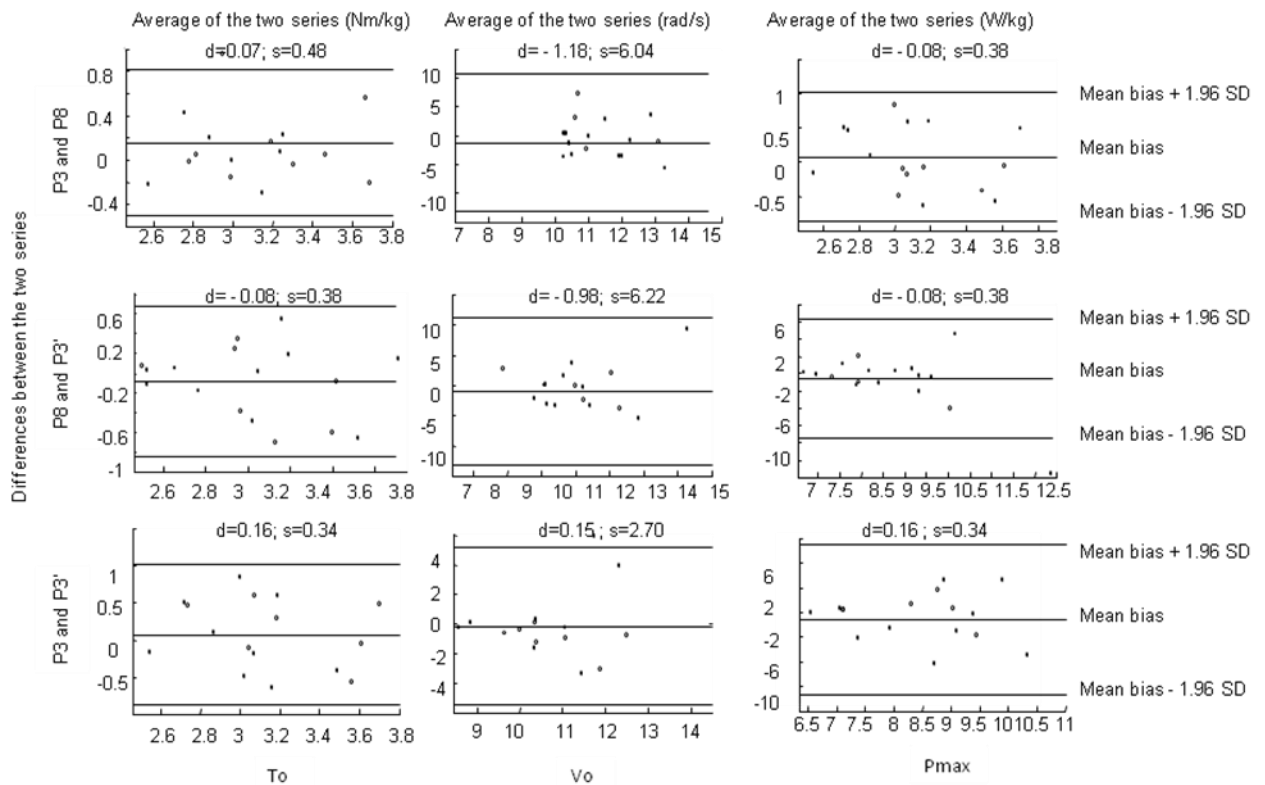 Average of the two series (Nm/kg) Average of the two series (rad/s) Average of the two series (W/kg)
d=0.07; s=0.48 d= - 1.18; s=6.04 d= - 0.08; s=0.38
0.8 0.4 0 -0.4
10 5 0 -5 -10
1 0.5 0 -0.5
P3 and P8
Mean bias + 1.96 SD
Mean bias
Mean bias - 1.96 SD
2.6 2.8 3 3.2 3.4 3.6 3.8
7 8 9 10 11 12 13 14 15
2.6 2.8 3 3.2 3.4 3.6 3.8
Differences between the two series
d= - 0.08; s=0.38 d= - 0.98; s=6.22 d= - 0.08; s=0.38
0.6 0.2 -0.2 -0.6 -1
10 5 0 -5 -10
6 2 -2 -6 -10
P8 and P3'
Mean bias + 1.96 SD
Mean bias
Mean bias - 1.96 SD
2.6 2.8 3 3.2 3.4 3.6 3.8
7 8 9 10 11 12 13 14 15
7 7.5 8.5 9.5 10.5 11.5 12.5
d=0.16; s=0.34 d=0.15; s=2.70 d=0.16 ; s=0.34
1 0.5 0 -0.5
4 2 0 -2 -4
6 2 -2 -6 -10
P3 and P3'
Mean bias + 1.96 SD
Mean bias
Mean bias - 1.96 SD
2.6 2.8 3 3.2 3.4 3.6 3.8
9 10 11 12 13 14
6.5 7 7.5 8 8.5 9 9.5 10 10.5 11
To Vo Pmax